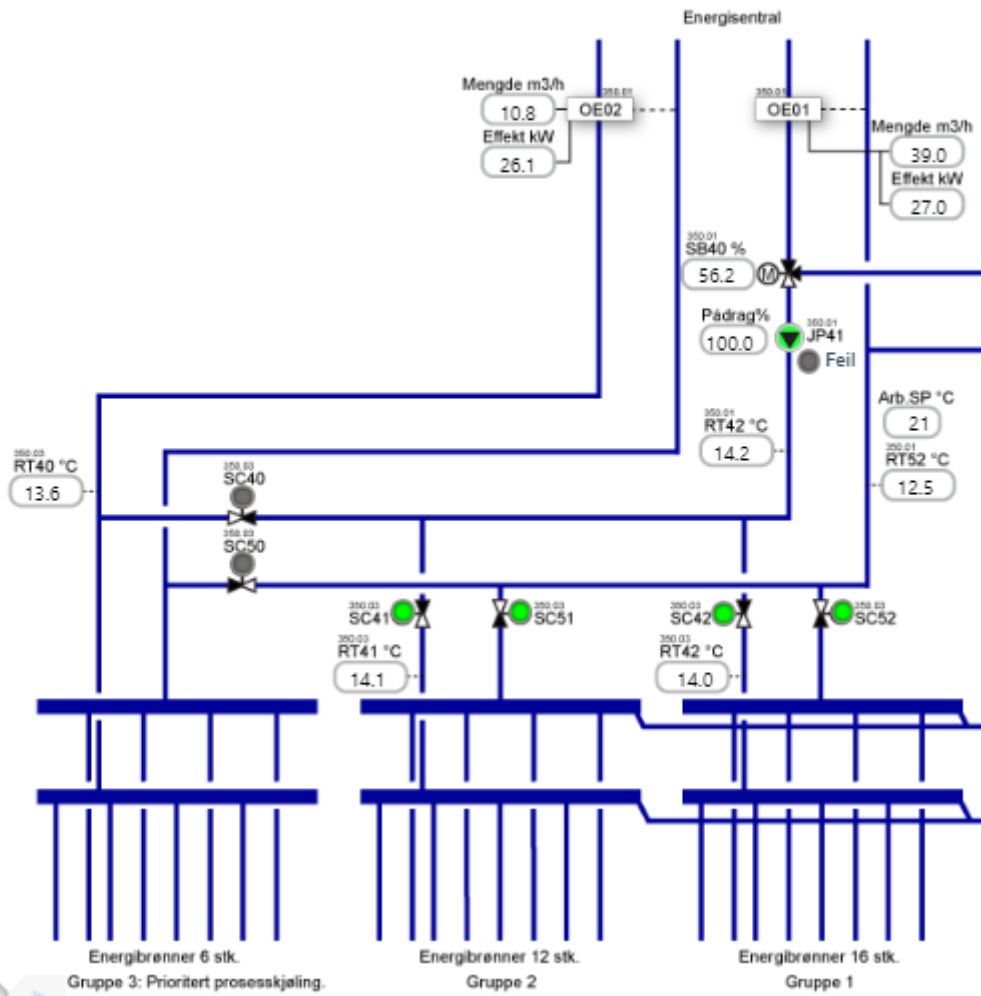 Energisentral
Mengde m3/h
10.8
350.01
OE02
Effekt kW
26.1
350.01
OE01
Mengde m3/h
39.0
Effekt kW
27.0
350.01
SB40 %
56.2
M
Pådrag%
100.0
350.01
JP41
Feil
Arb.SP °C
21
350.01
RT42 °C
14.2
350.01
RT52 °C
12.5
350.03
RT40 °C
13.6
350.03
SC40
350.03
SC50
350.03
SC41
350.03
SC51
350.03
SC42
350.03
SC52
350.03
RT41 °C
14.1
350.03
RT42 °C
14.0
Energibrønner 6 stk.
Gruppe 3: Prioritert prosesskjøling.
Energibrønner 12 stk.
Gruppe 2
Energibrønner 16 stk.
Gruppe 1